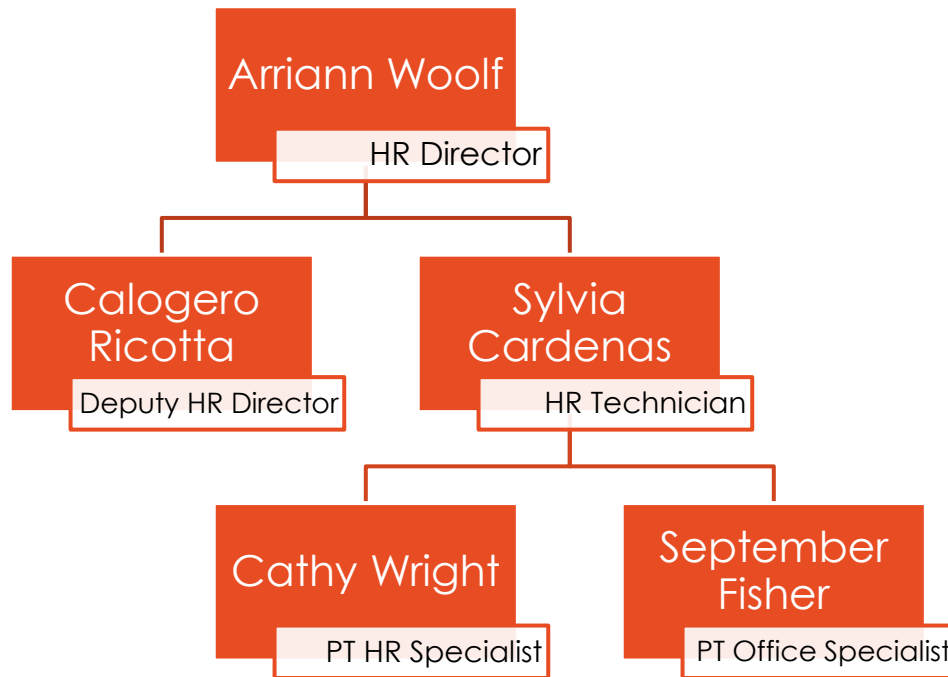 Arriann Woolf
HR Director
Calogero
Ricotta
Deputy HR Director
Sylvia
Cardenas
HR Technician
Cathy Wright
PT HR Specialist
September
Fisher
PT Office Specialist